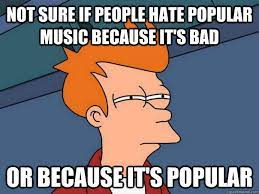 NOT SURE IF PEOPLE HATE POPULAR
MUSIC BECAUSE IT'S BAD
OR BECAUSE IT'S POPULAR